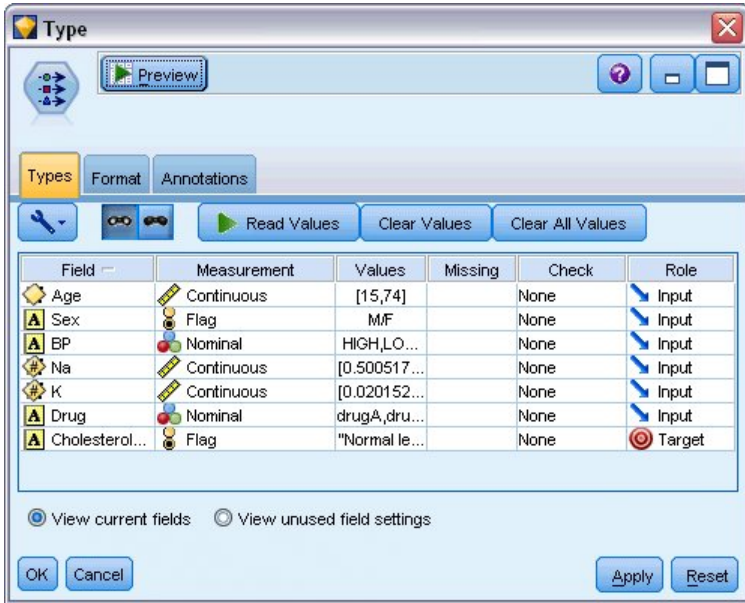 Type
Preview
Types Format Annotations
Read Values Clear Values Clear All Values
Field Measurement Values Missing Check Role
Age Continuous [15,74] None Input
A Sex Flag M/F None Input
A BP Nominal HIGH,LO... None Input
# Na Continuous [0.500517... None Input
# K Continuous [0.020152... None Input
A Drug Nominal drugA,dru... None Input
A Cholesterol... Flag "Normal le... None Target
View current fields View unused field settings
OK Cancel Apply Reset